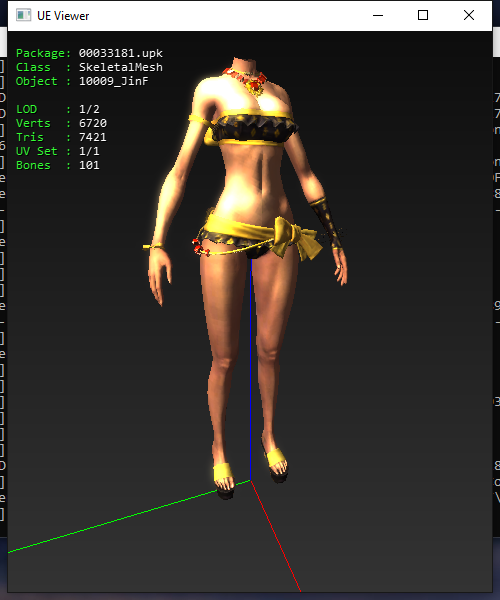 UE Viewer
Package: 00033181.upk
Class : SkeletalMesh
Object : 10009_JinF
LOD : 1/2
Verts : 6720
Tris : 7421
UV Set : 1/1
Bones : 101